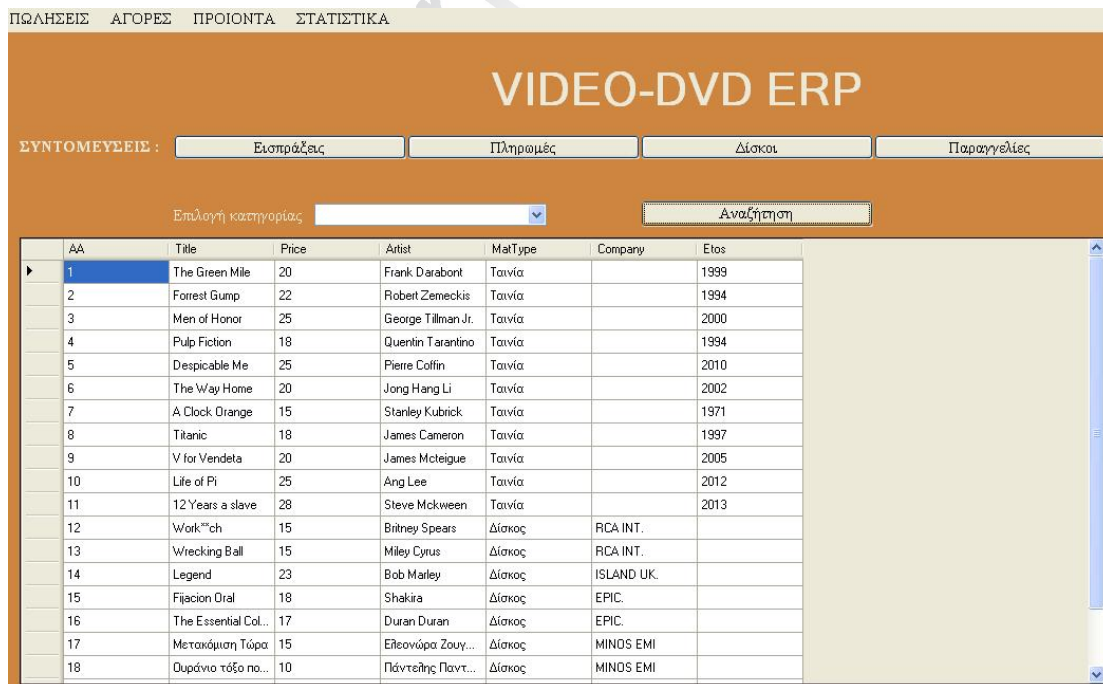 ΠΩΛΗΣΕΙΣ ΑΓΟΡΕΣ ΠΡΟΙΟΝΤΑ ΣΤΑΤΙΣΤΙΚΑ
VIDEO-DVD ERP
ΣΥΝΤΟΜΕΥΣΕΙΣ : Εισπράξεις Πληρωμές Δίσκοι Παραγγελίες
Επιλογή κατηγορίας Αναζήτηση
AA Title Price Artist MatType Company Etos
1 The Green Mile 20 Frank Darabont Ταινία 1999
2 Forrest Gump 22 Robert Zemeckis Ταινία 1994
3 Men of Honor 25 George Tillman Jr. Ταινία 2000
4 Pulp Fiction 18 Quentin Tarantino Ταινία 1994
5 Despicable Me 25 Pierre Coffin Ταινία 2010
6 The Way Home 20 Jong Hang Li Ταινία 2002
7 A Clock Orange 15 Stanley Kubrick Ταινία 1971
8 Titanic 18 James Cameron Ταινία 1997
9 V for Vendeta 20 James Mcteigue Ταινία 2005
10 Life of Pi 25 Ang Lee Ταινία 2012
11 12 Years a slave 28 Steve Mckween Ταινία 2013
12 Work**ch 15 Britney Spears Δίσκος RCA INT.
13 Wrecking Ball 15 Miley Cyrus Δίσκος RCA INT.
14 Legend 23 Bob Marley Δίσκος ISLAND UK.
15 Fijacion Oral 18 Shakira Δίσκος EPIC.
16 The Essential Col... 17 Duran Duran Δίσκος EPIC.
17 Μετακόμιση Τώρα 15 Ελεονώρα Ζουγ... Δίσκος MINOS EMI
18 Ουράνιο τόξο πο... 10 Πάντελης Παντ... Δίσκος MINOS EMI